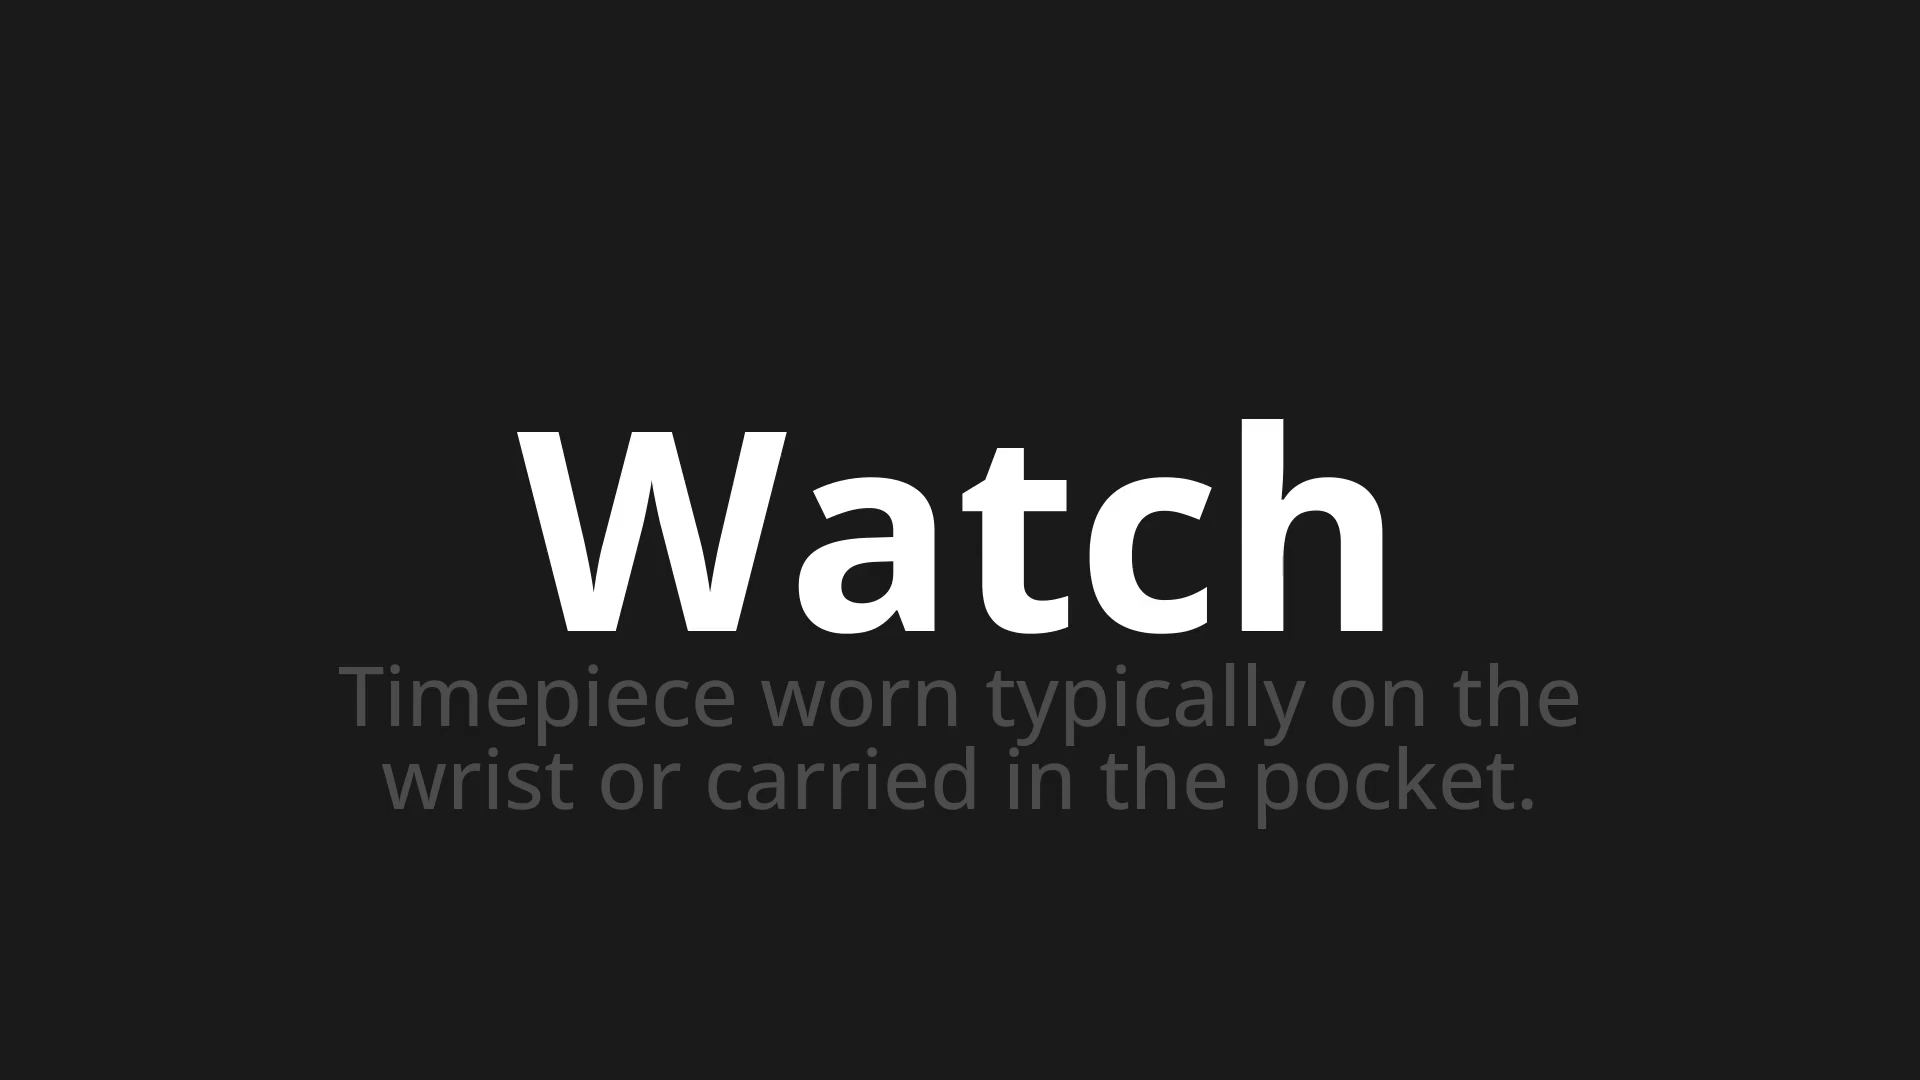 Watch
Timepiece worn typically on the
wrist or carried in the pocket.